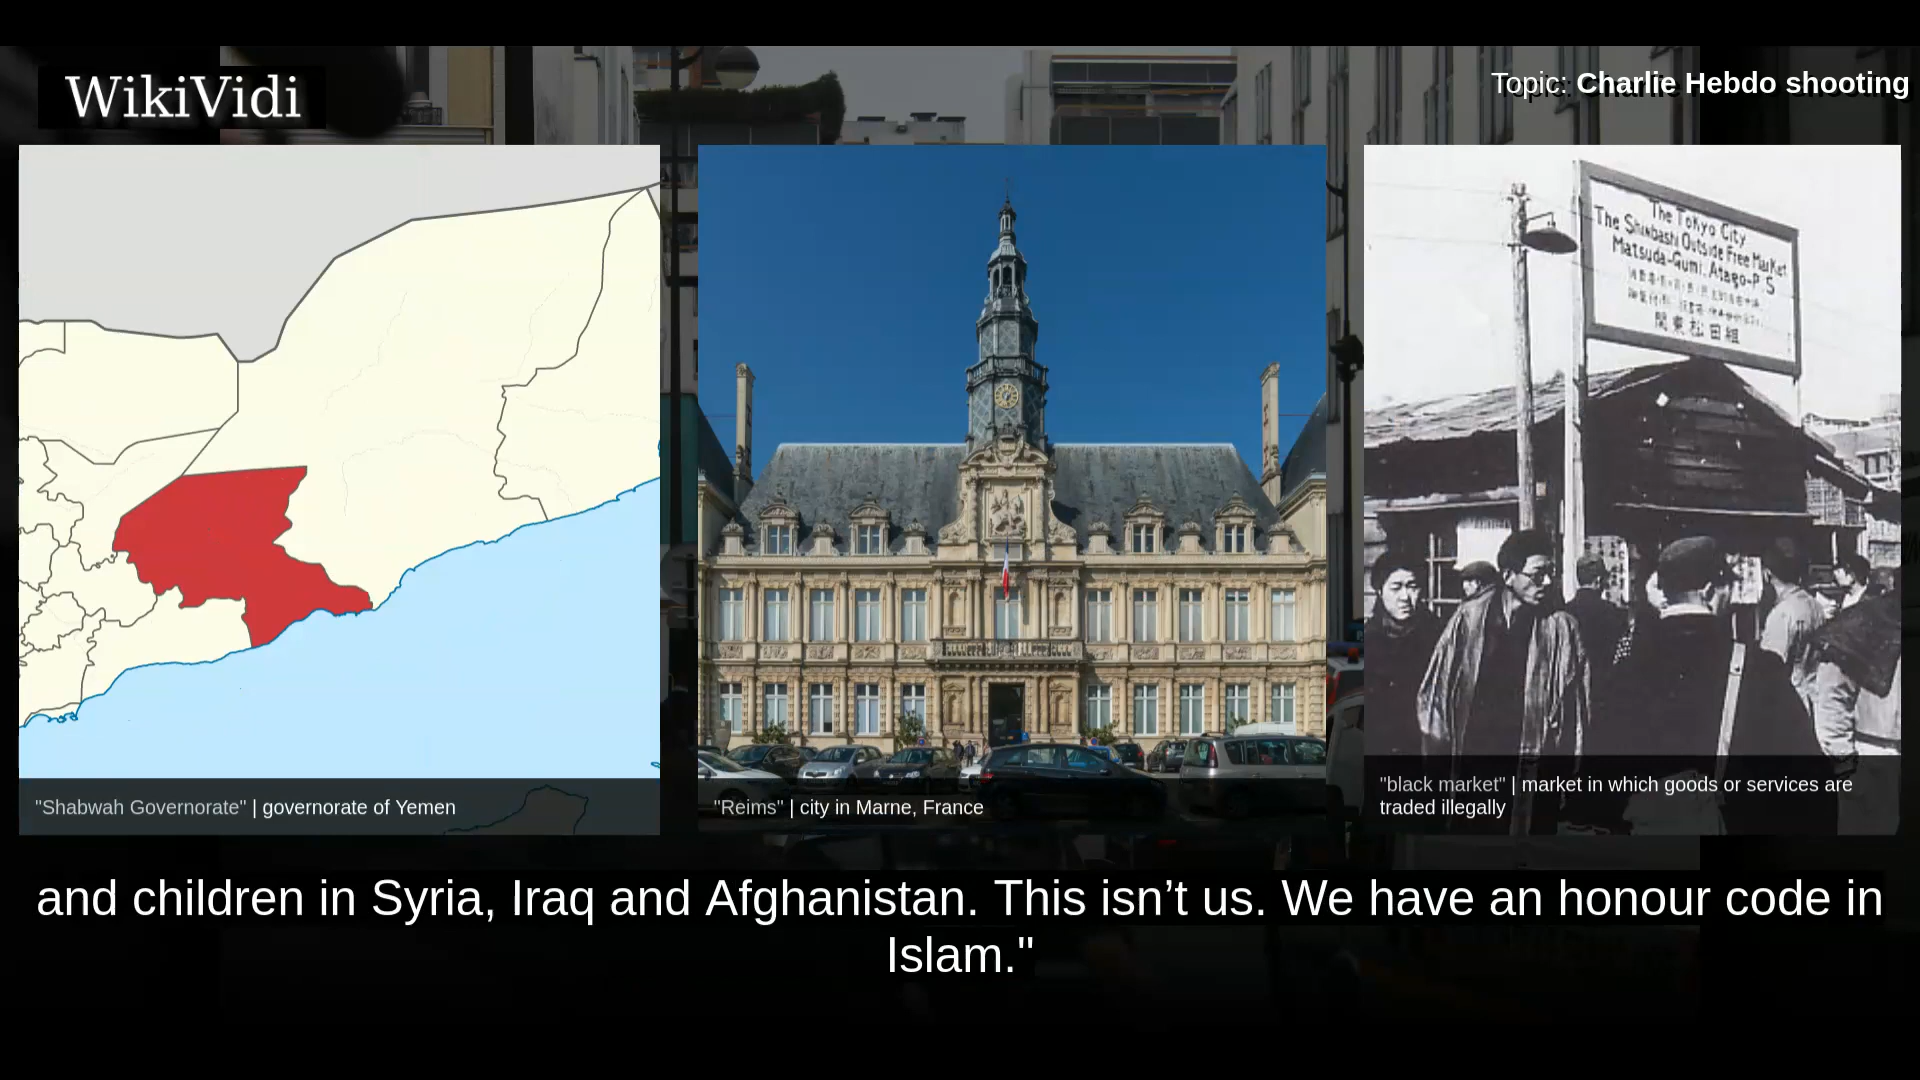 WikiVidi
Topic: Charlie Hebdo shooting
The Tokyo City
The Shinbashi Outside Free Market
Matsuda-Gumi. Atago-P.S
関東松田組
"Shabwah Governorate" | governorate of Yemen
"Reims" | city in Marne, France
"black market" | market in which goods or services are
traded illegally
and children in Syria, Iraq and Afghanistan. This isn’t us. We have an honour code in
Islam."